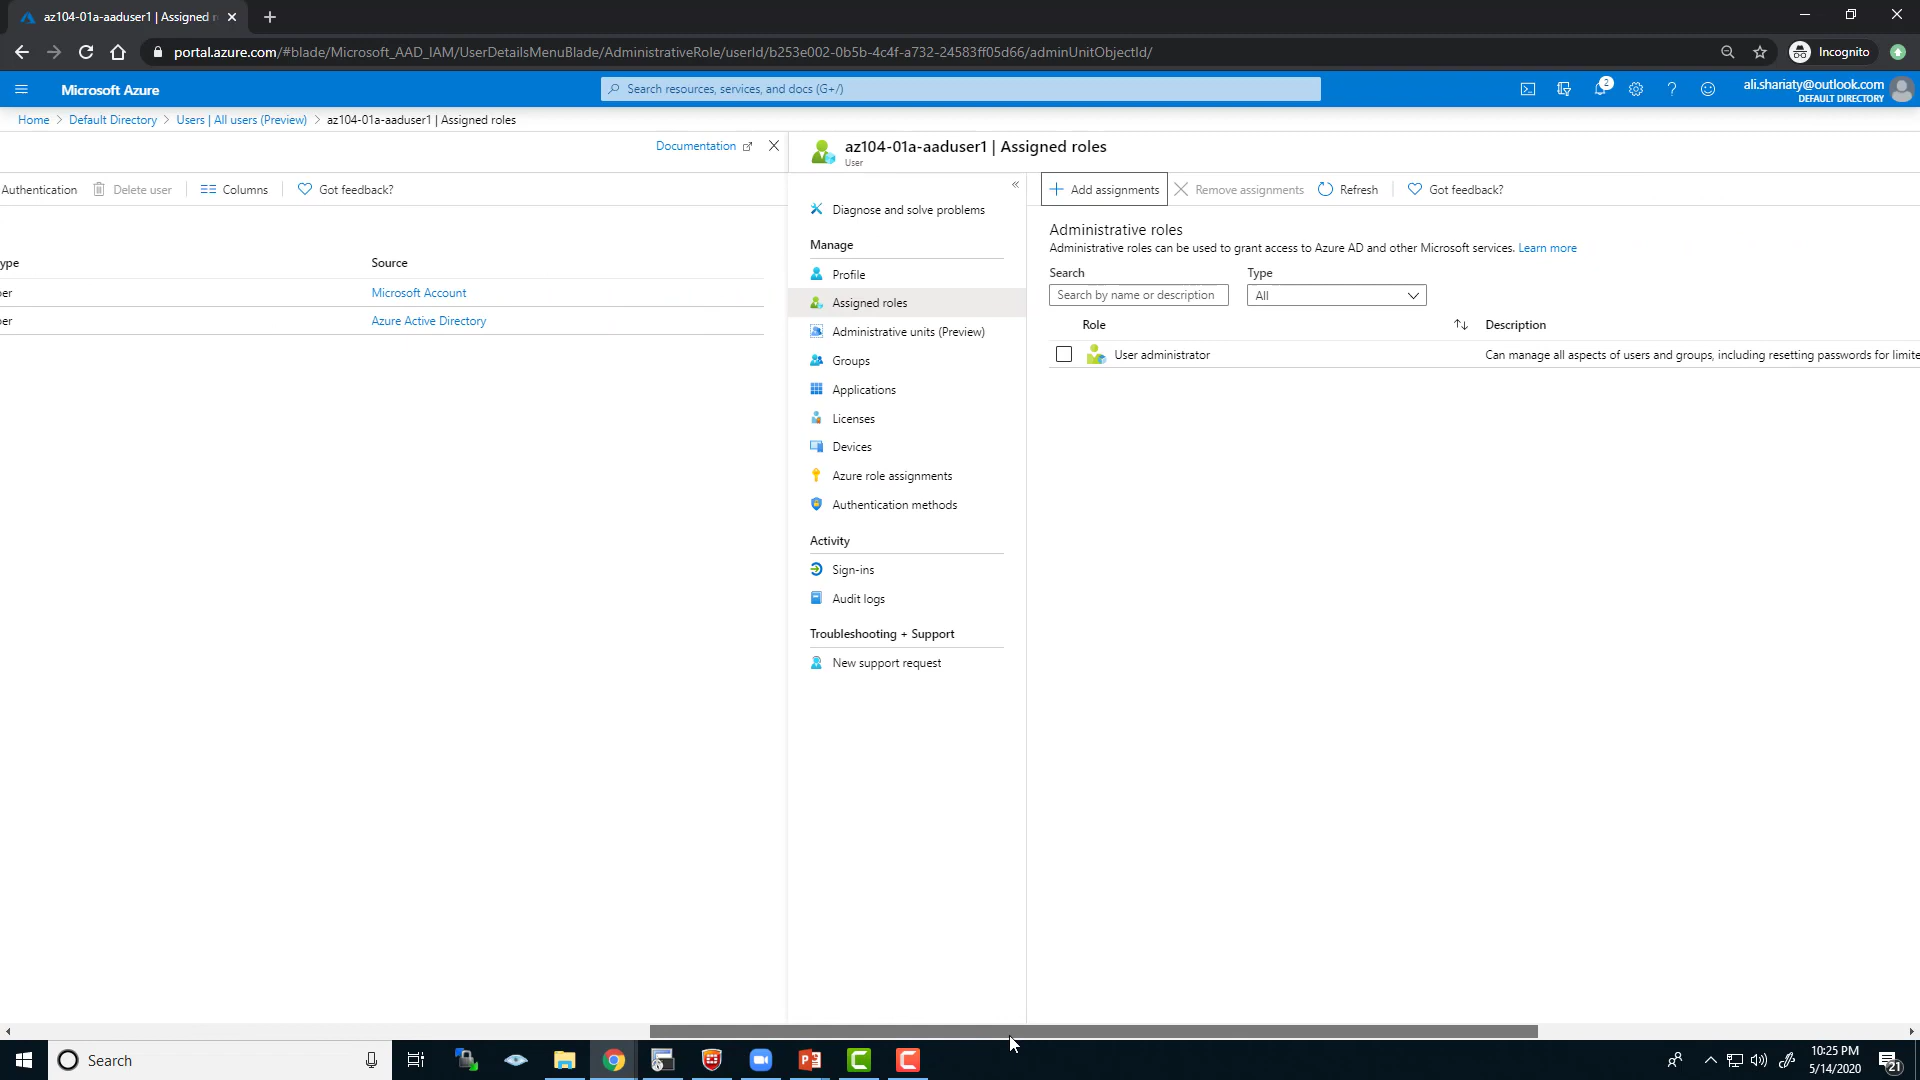 az104-01a-aaduser1 | Assigned r
portal.azure.com/#blade/Microsoft_AAD_IAM/UserDetailsMenuBlade/AdministrativeRole/userId/b253e002-0b5b-4c4f-a732-24583ff05d66/adminUnitObjectId/
Incognito
Microsoft Azure
Search resources, services, and docs (G+/)
2
ali.shariaty@outlook.com
DEFAULT DIRECTORY
Home > Default Directory > Users | All users (Preview) > az104-01a-aaduser1 | Assigned roles
Documentation
az104-01a-aaduser1 | Assigned roles
User
Authentication
Delete user
Columns
Got feedback?
«
Add assignments
Remove assignments
Refresh
Got feedback?
ype
Source
er
Microsoft Account
er
Azure Active Directory
Diagnose and solve problems
Manage
Profile
Assigned roles
Administrative units (Preview)
Groups
Applications
Licenses
Devices
Azure role assignments
Authentication methods
Activity
Sign-ins
Audit logs
Troubleshooting + Support
New support request
Administrative roles
Administrative roles can be used to grant access to Azure AD and other Microsoft services. Learn more
Search
Type
Search by name or description
All
Role
Description
User administrator
Can manage all aspects of users and groups, including resetting passwords for limite
Search
10:25 PM
5/14/2020
21